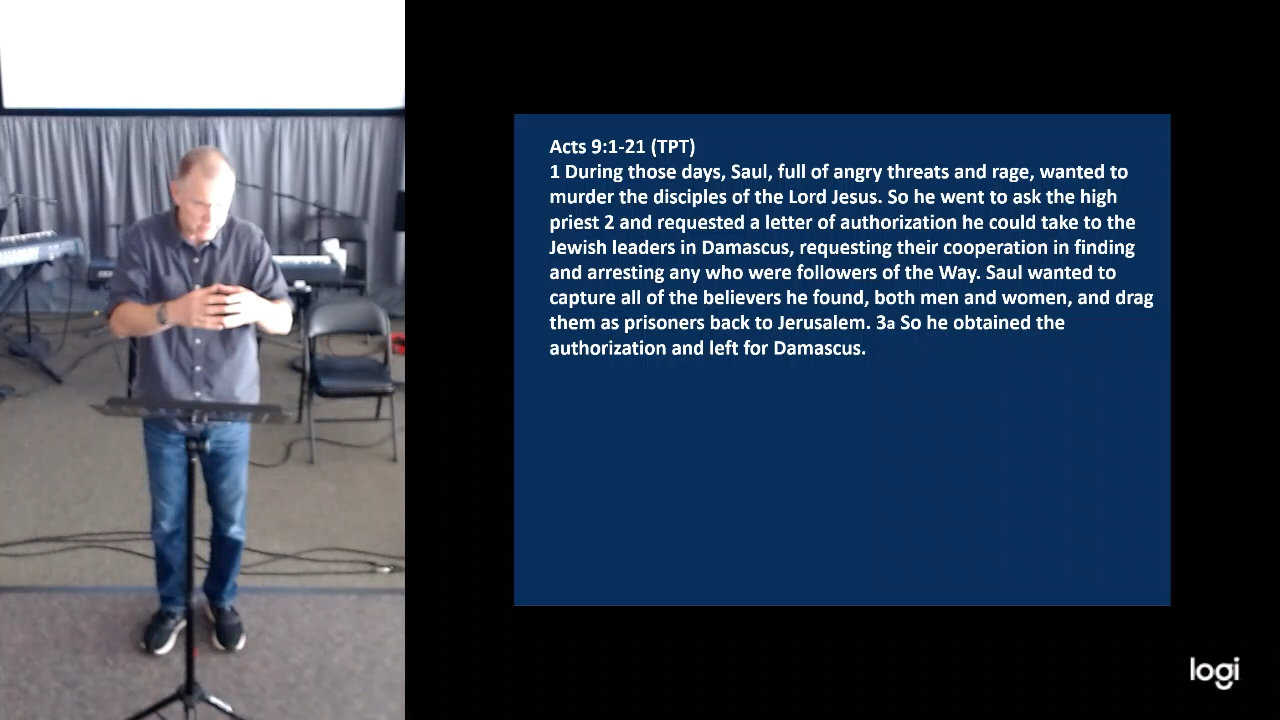 Acts 9:1-21 (TPT)
1 During those days, Saul, full of angry threats and rage, wanted to
murder the disciples of the Lord Jesus. So he went to ask the high
priest 2 and requested a letter of authorization he could take to the
Jewish leaders in Damascus, requesting their cooperation in finding
and arresting any who were followers of the Way. Saul wanted to
capture all of the believers he found, both men and women, and drag
them as prisoners back to Jerusalem. 3a So he obtained the
authorization and left for Damascus.
logi